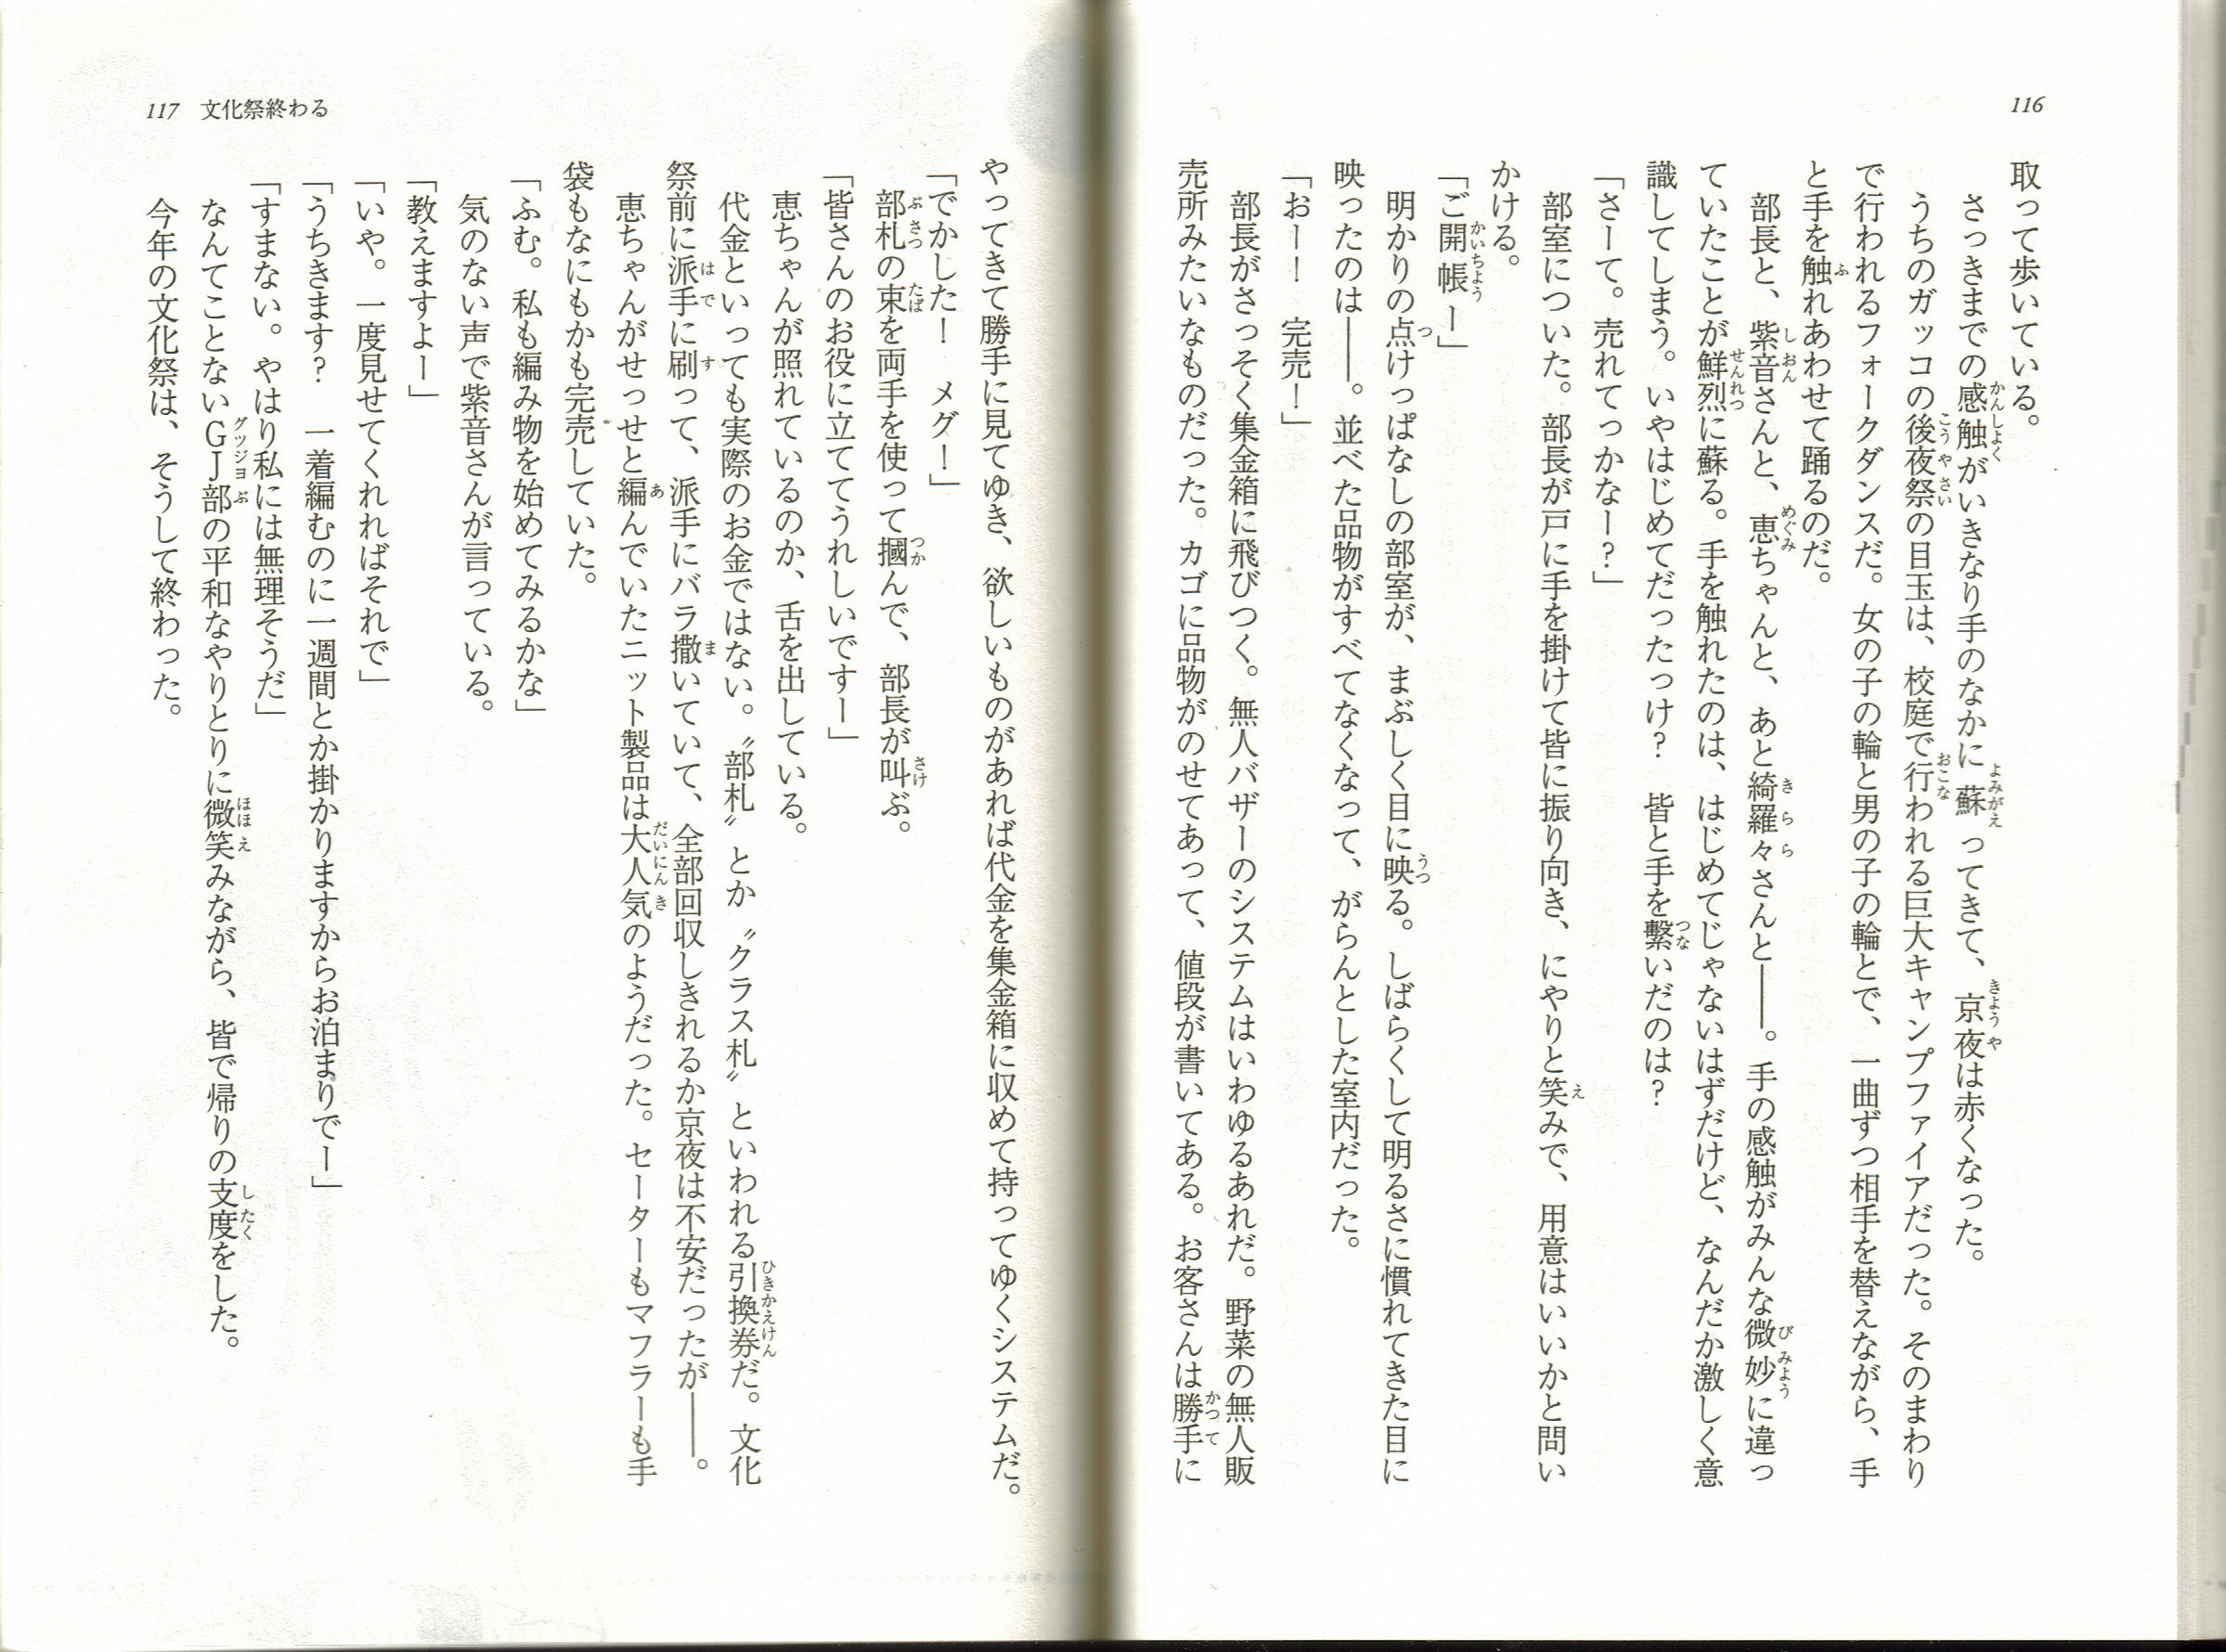 116
取って歩いている。
さっきまでの感触がいきなり手のなかに蘇ってきて、京夜は赤くなった。
うちのガッコの後夜祭の目玉は、校庭で行われる巨大キャンプファイアだった。そのまわり
で行われるフォークダンスだ。女の子の輪と男の子の輪とで、一曲ずつ相手を替えながら、手
と手を触れあわせて踊るのだ。
部長と、紫音さんと、恵ちゃんと、あと綺羅々さんと――。手の感触がみんな微妙に違っ
ていたことが鮮烈に蘇る。手を触れたのは、はじめてじゃないはずだけど、なんだか激しく意
識してしまう。いやはじめてだったたっけ？　皆と手を繋いだのは？
「さーて。売れてっかなー？」
部室についた。部長が戸に手を掛けて皆に振り向き、にやりと笑みで、用意はいいかと問い
かける。
「ご開帳ー」
明かりの点けっぱなしの部室が、まぶしく目に映る。しばらくして明るさに慣れてきた目に
映ったのは――。並べた品物がすべてなくなって、がらんとした室内だった。
「おー！　完売！」
部長がさっそく集金箱に飛びつく。無人バザーのシステムはいわゆるあれだ。野菜の無人販
売所みたいなものだった。カゴに品物がのせてあって、値段が書いてある。お客さんは勝手に
117 文化祭終わる
やってきて勝手に見てゆき、欲しいものがあれば代金を集金箱に収めて持ってゆくシステムだ。
「でかした！　メグ！」
部札の束を両手を使って摑んで、部長が叫ぶ。
「皆さんのお役に立ててうれしいですー」
恵ちゃんが照れているのか、舌を出している。
代金といっても実際のお金ではない。〝部札〟とか〝クラス札〟といわれる引換券だ。文化
祭前に派手に刷って、派手にバラ撒いていて、全部回収しきれるか京夜は不安だったが――。
恵ちゃんがせっせと編んでいたニット製品は大人気のようだった。セーターもマフラーも手
袋もなにもかも完売していた。
「ふむ。私も編み物を始めてみるかな」
気のない声で紫音さんが言っている。
「教えますよー」
「いや。一度見せてくれればそれで」
「うちきます？　一着編むのに一週間とか掛かりますからお泊まりでー」
「すまない。やはり私には無理そうだ」
なんてことないＧＪ部の平和なやりとりに微笑みながら、皆で帰りの支度をした。
今年の文化祭は、そうして終わった。